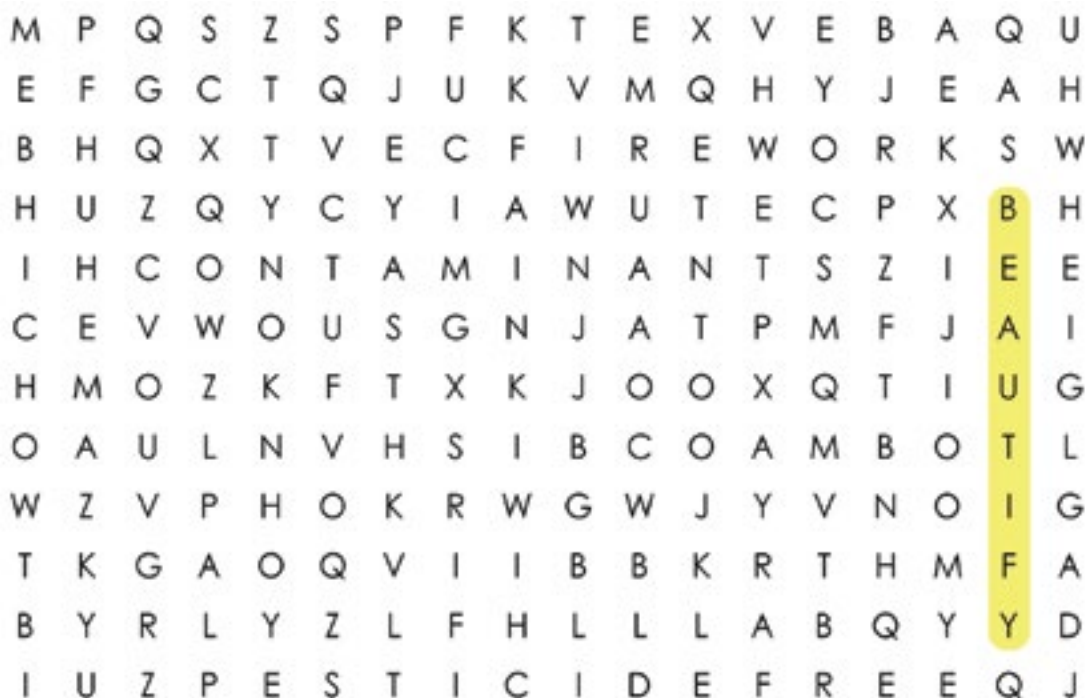 M P Q S Z S P F K T E X V E B A Q U
E F G C T Q J U K V M Q H Y J E A H
B H Q X T V E C F I R E W O R K S W
H U Z Q Y C Y I A W U T E C P X B H
I H C O N T A M I N A N T S Z I E E
C E V W O U S G N J A T P M F J A I
H M O Z K F T X K J O O X Q T I U G
O A U L N V H S I B C O A M B O T L
W Z V P H O K R W G W J Y V N O I G
T K G A O Q V I I B B K R T H M F A
B Y R L Y Z L F H L L L A B Q Y Y D
I U Z P E S T I C I D E F R E E Q J